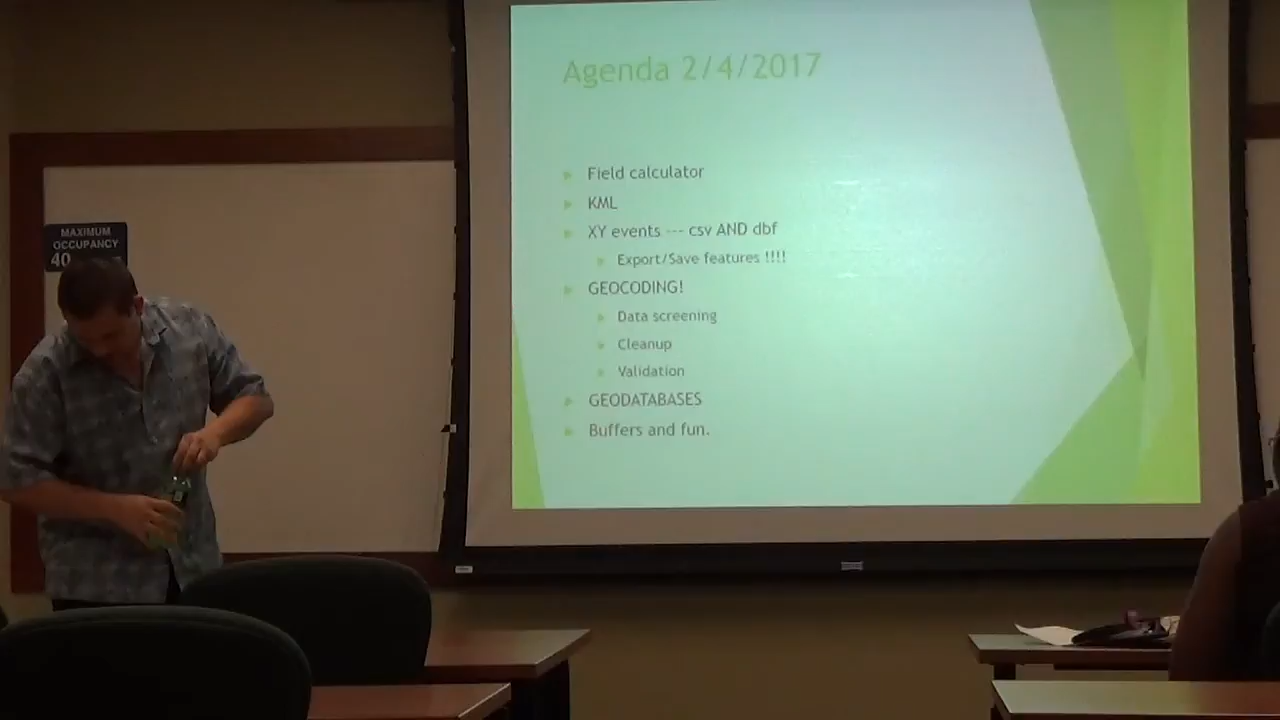 Agenda 2/4/2017
Field calculator
KML
XY events --- csv AND dbf
Export/Save features !!!!
GEOCODING!
Data screening
Cleanup
Validation
GEODATABASES
Buffers and fun.
MAXIMUM
OCCUPANCY
40